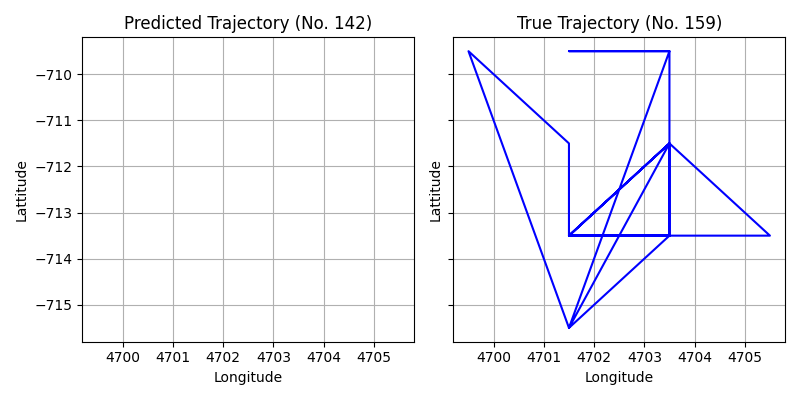 Predicted Trajectory (No. 142)
True Trajectory (No. 159)
Lattitude
−710
−711
−712
−713
−714
−715
4700 4701 4702 4703 4704 4705
Longitude
Lattitude
4700 4701 4702 4703 4704 4705
Longitude